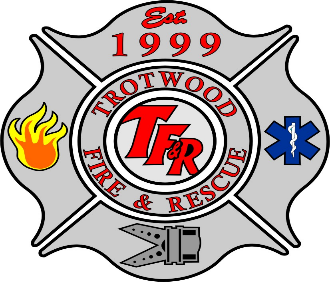 Est.
1999
TROTWOOD
TF&R
FIRE & RESCUE